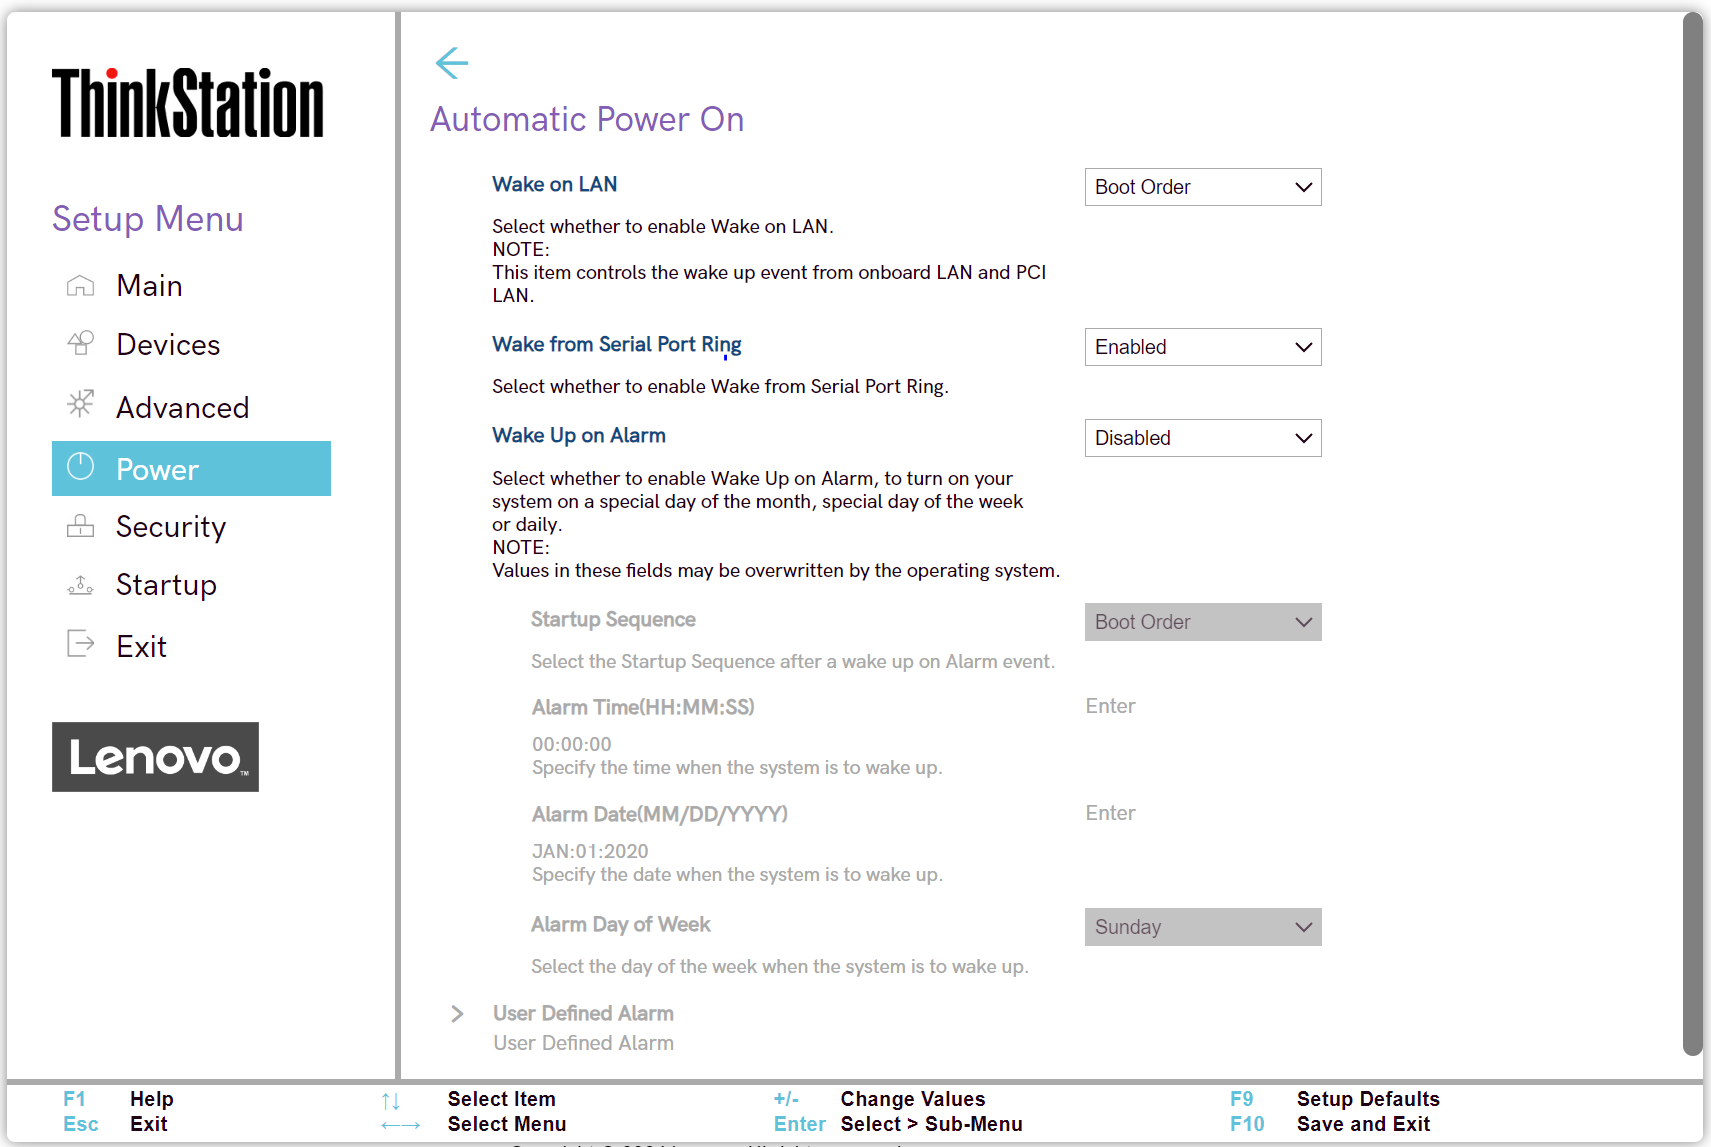 ThinkStation
Setup Menu
Main
Devices
Advanced
Power
Security
Startup
Exit
Lenovo™
Automatic Power On
Wake on LAN
Boot Order
Select whether to enable Wake on LAN.
NOTE:
This item controls the wake up event from onboard LAN and PCI
LAN.
Wake from Serial Port Ring
Enabled
Select whether to enable Wake from Serial Port Ring.
Wake Up on Alarm
Disabled
Select whether to enable Wake Up on Alarm, to turn on your
system on a special day of the month, special day of the week
or daily.
NOTE:
Values in these fields may be overwritten by the operating system.
Startup Sequence
Boot Order
Select the Startup Sequence after a wake up on Alarm event.
Alarm Time(HH:MM:SS)
Enter
00:00:00
Specify the time when the system is to wake up.
Alarm Date(MM/DD/YYYY)
Enter
JAN:01:2020
Specify the date when the system is to wake up.
Alarm Day of Week
Sunday
Select the day of the week when the system is to wake up.
> User Defined Alarm
User Defined Alarm
F1 Help ↑↓ Select Item +/- Change Values F9 Setup Defaults
Esc Exit ←→ Select Menu Enter Select > Sub-Menu F10 Save and Exit